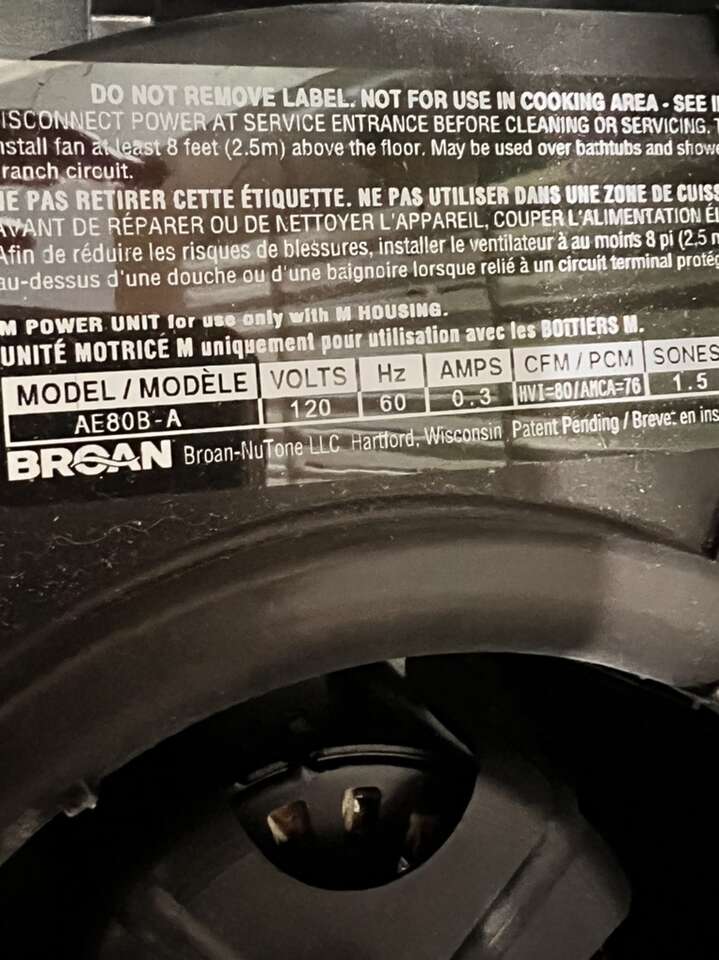 DO NOT REMOVE LABEL. NOT FOR USE IN COOKING AREA - SEE
ISCONNECT POWER AT SERVICE ENTRANCE BEFORE CLEANING OR SERVICING.
nstall fan at least 8 feet (2.5m) above the floor. May be used over bathtubs and showe
ranch circuit.
NE PAS RETIRER CETTE ÉTIQUETTE. NE PAS UTILISER DANS UNE ZONE DE CUISS
AVANT DE RÉPARER OU DE NETTOYER L'APPAREIL, COUPER L'ALIMENTATION ÉL
Afin de réduire les risques de blessures, installer le ventilateur à au moins 8 pi (2.5 m
au-dessus d'une douche ou d'une baignoire lorsque relié à un circuit terminal protég
M POWER UNIT for use only with M HOUSING.
UNITÉ MOTRICE M uniquement pour utilisation avec les BOÎTIERS M.
MODEL / MODÈLE VOLTS Hz AMPS CFM / PCM SONES
AE80B-A 120 60 0.3 HVI=80/AMCA=76 1.5
BROAN Broan-NuTone LLC Hartford, Wisconsin Patent Pending / Brevet en ins